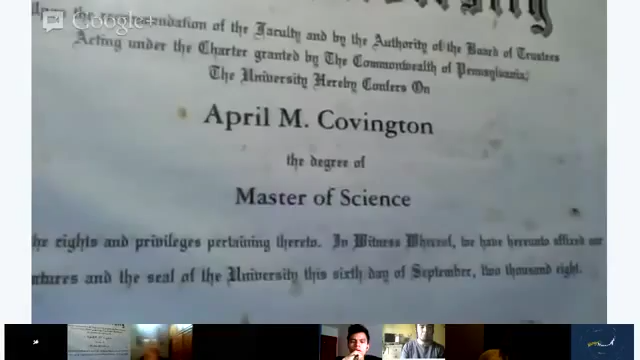 Google+
the recommendation of the Faculty and by the Authority of the Board of Trustees
Acting under the Charter granted by The Commonwealth of Pennsylvania,
The University Hereby Confers On
April M. Covington
the degree of
Master of Science
the rights and privileges pertaining thereto. In Witness Whereof, we have hereunto affixed our
and the seal of the University this sixth day of September, two thousand eight.